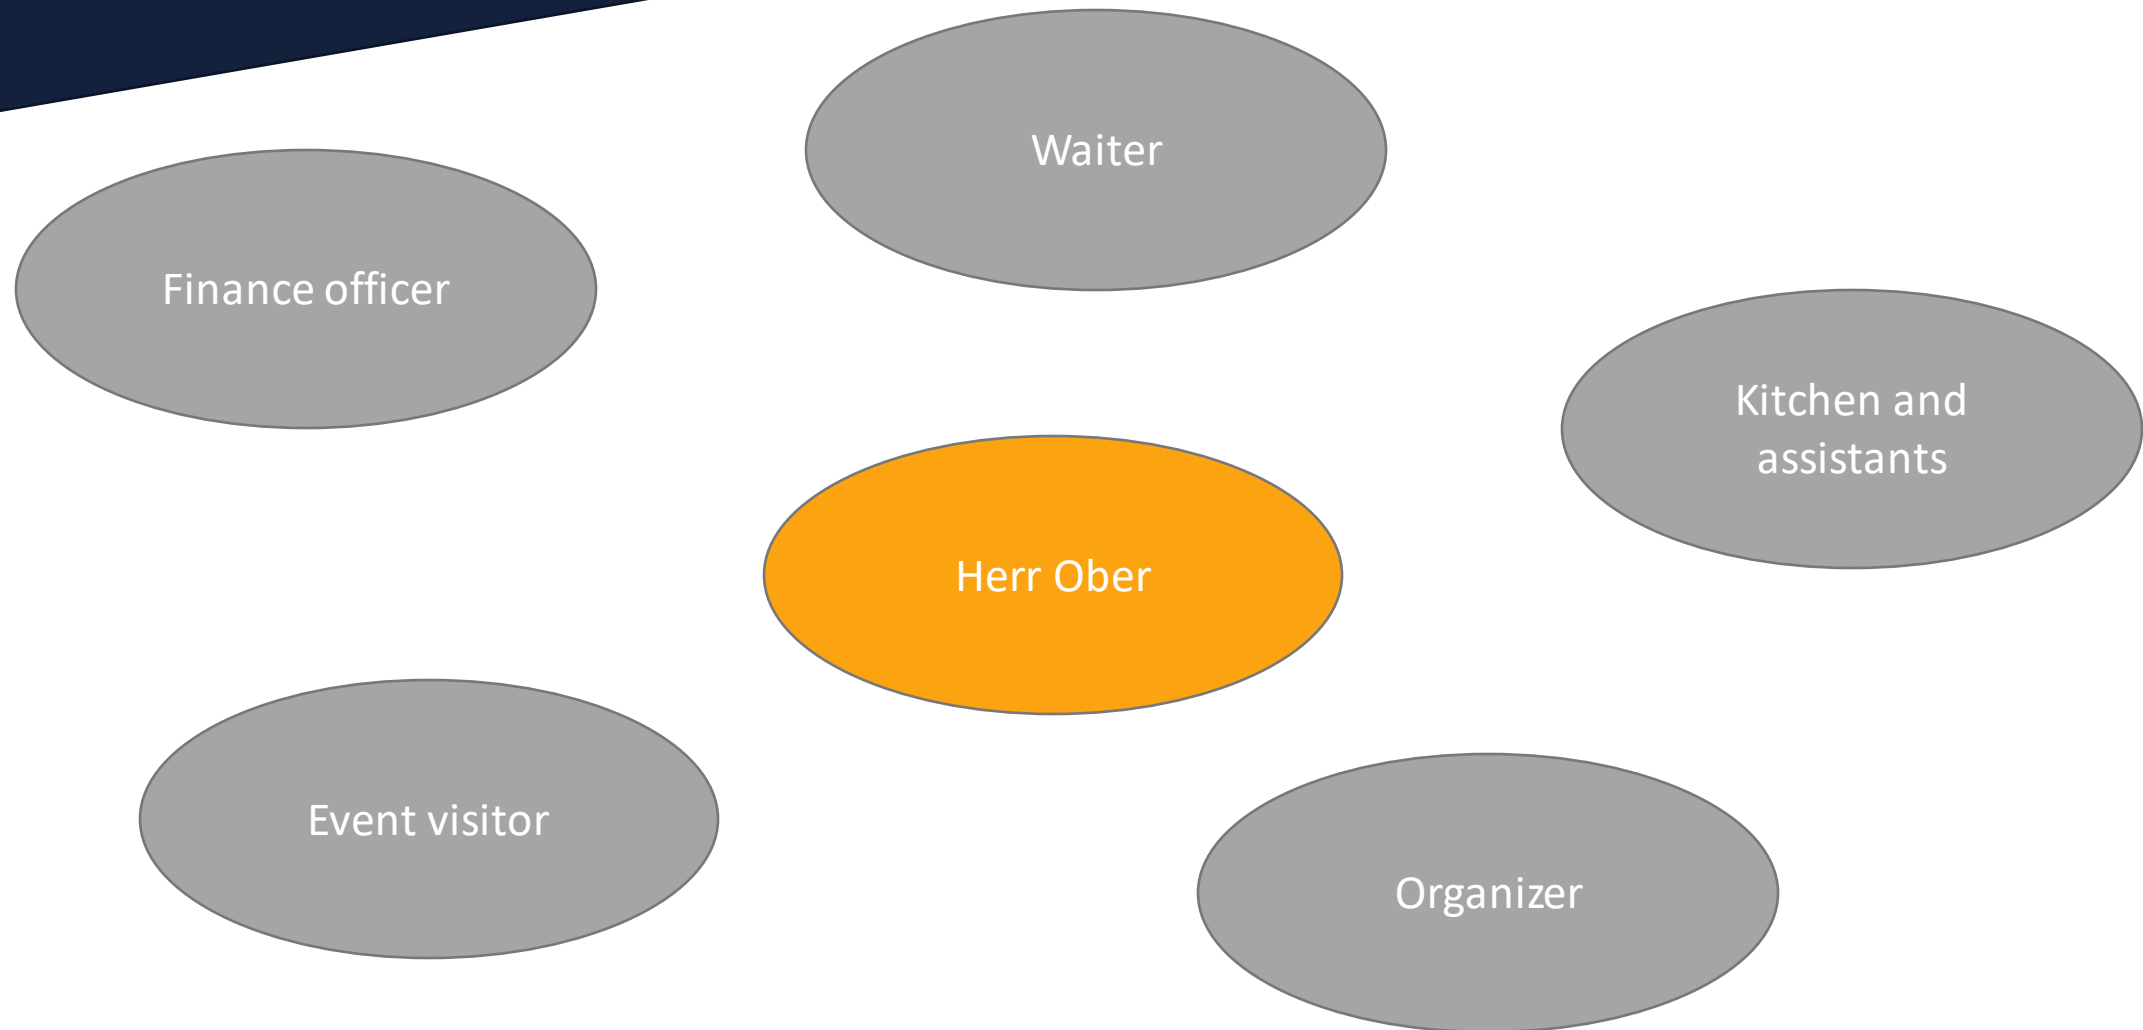 Waiter
Finance officer
Kitchen and
assistants
Herr Ober
Event visitor
Organizer